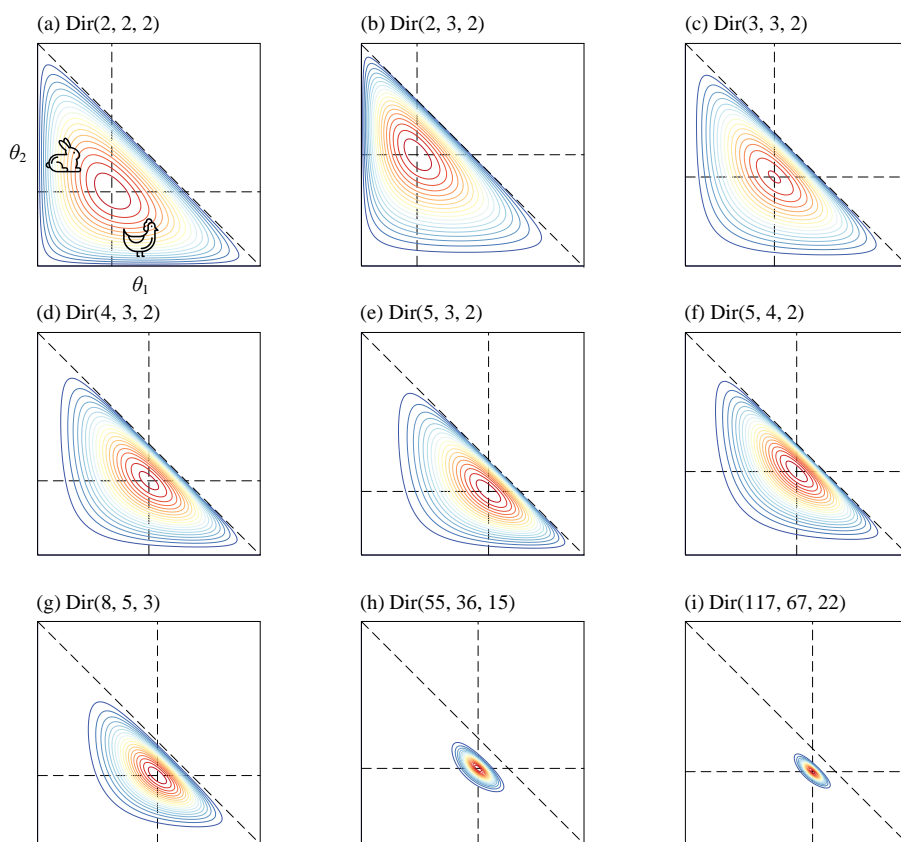 (a) Dir(2, 2, 2)
(b) Dir(2, 3, 2)
(c) Dir(3, 3, 2)
θ2
θ1
(d) Dir(4, 3, 2)
(e) Dir(5, 3, 2)
(f) Dir(5, 4, 2)
(g) Dir(8, 5, 3)
(h) Dir(55, 36, 15)
(i) Dir(117, 67, 22)